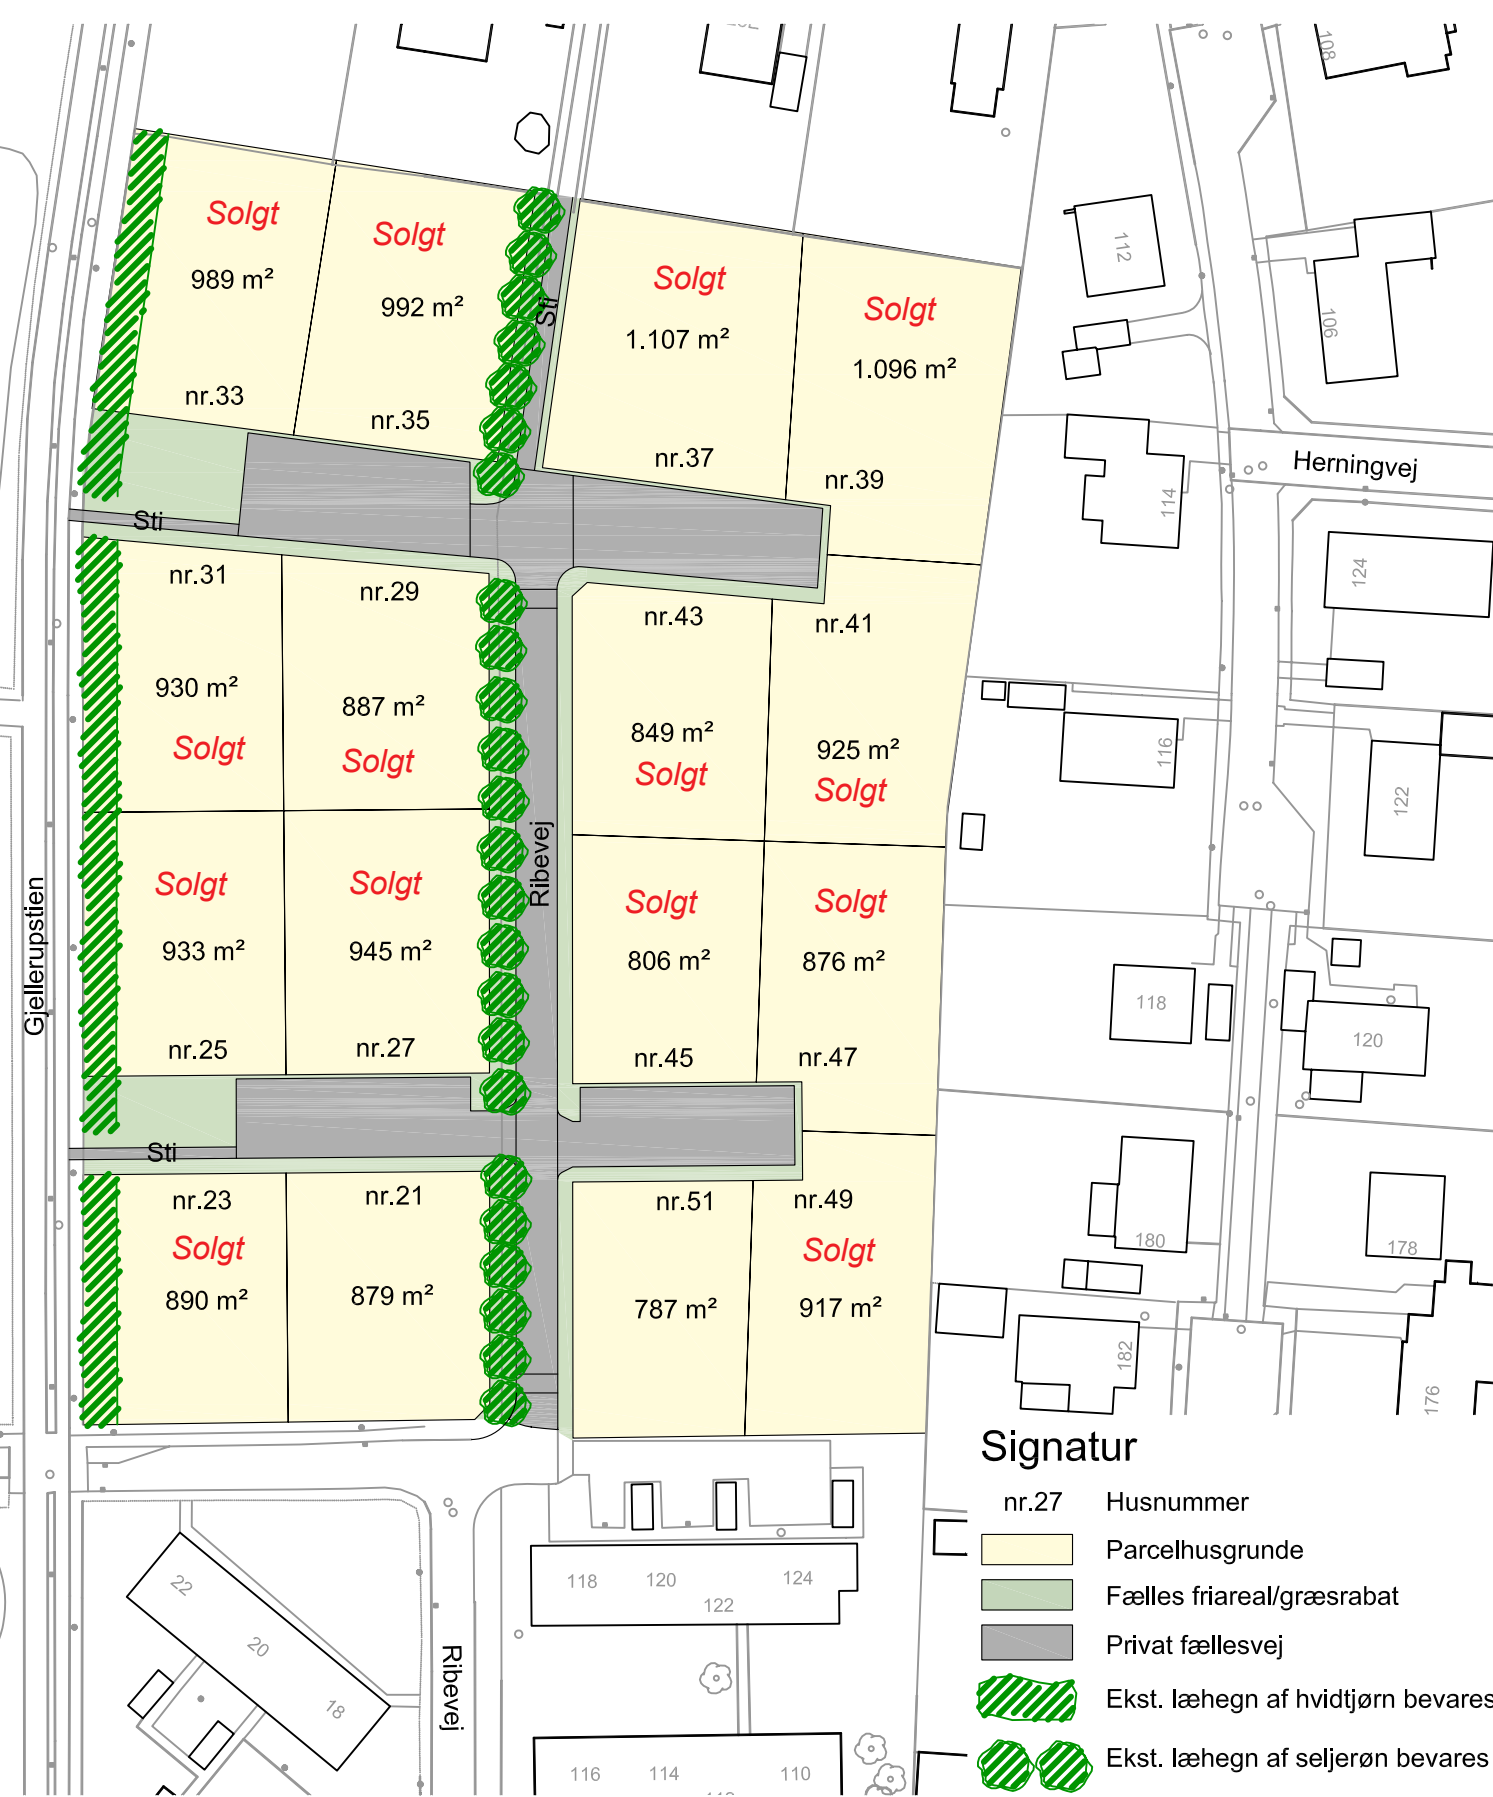 108
Solgt
989 m²
nr.33
Solgt
992 m²
nr.35
Sti
Solgt
1.107 m²
nr.37
Solgt
1.096 m²
nr.39
112
106
114
Herningvej
124
Sti
nr.31
930 m²
Solgt
nr.29
887 m²
Solgt
nr.43
849 m²
Solgt
nr.41
925 m²
Solgt
116
122
Gjellerupstien
Ribevej
Solgt
933 m²
nr.25
Solgt
945 m²
nr.27
Solgt
806 m²
nr.45
Solgt
876 m²
nr.47
118
120
Sti
nr.23
Solgt
890 m²
nr.21
879 m²
nr.51
787 m²
nr.49
Solgt
917 m²
180
178
182
176
22
20
18
Ribevej
118
120
124
122
116
114
110
Signatur
nr.27 Husnummer
Parcelhusgrunde
Fælles friareal/græsrabat
Privat fællesvej
Ekst. læhegn af hvidtjørn bevares
Ekst. læhegn af seljerøn bevares